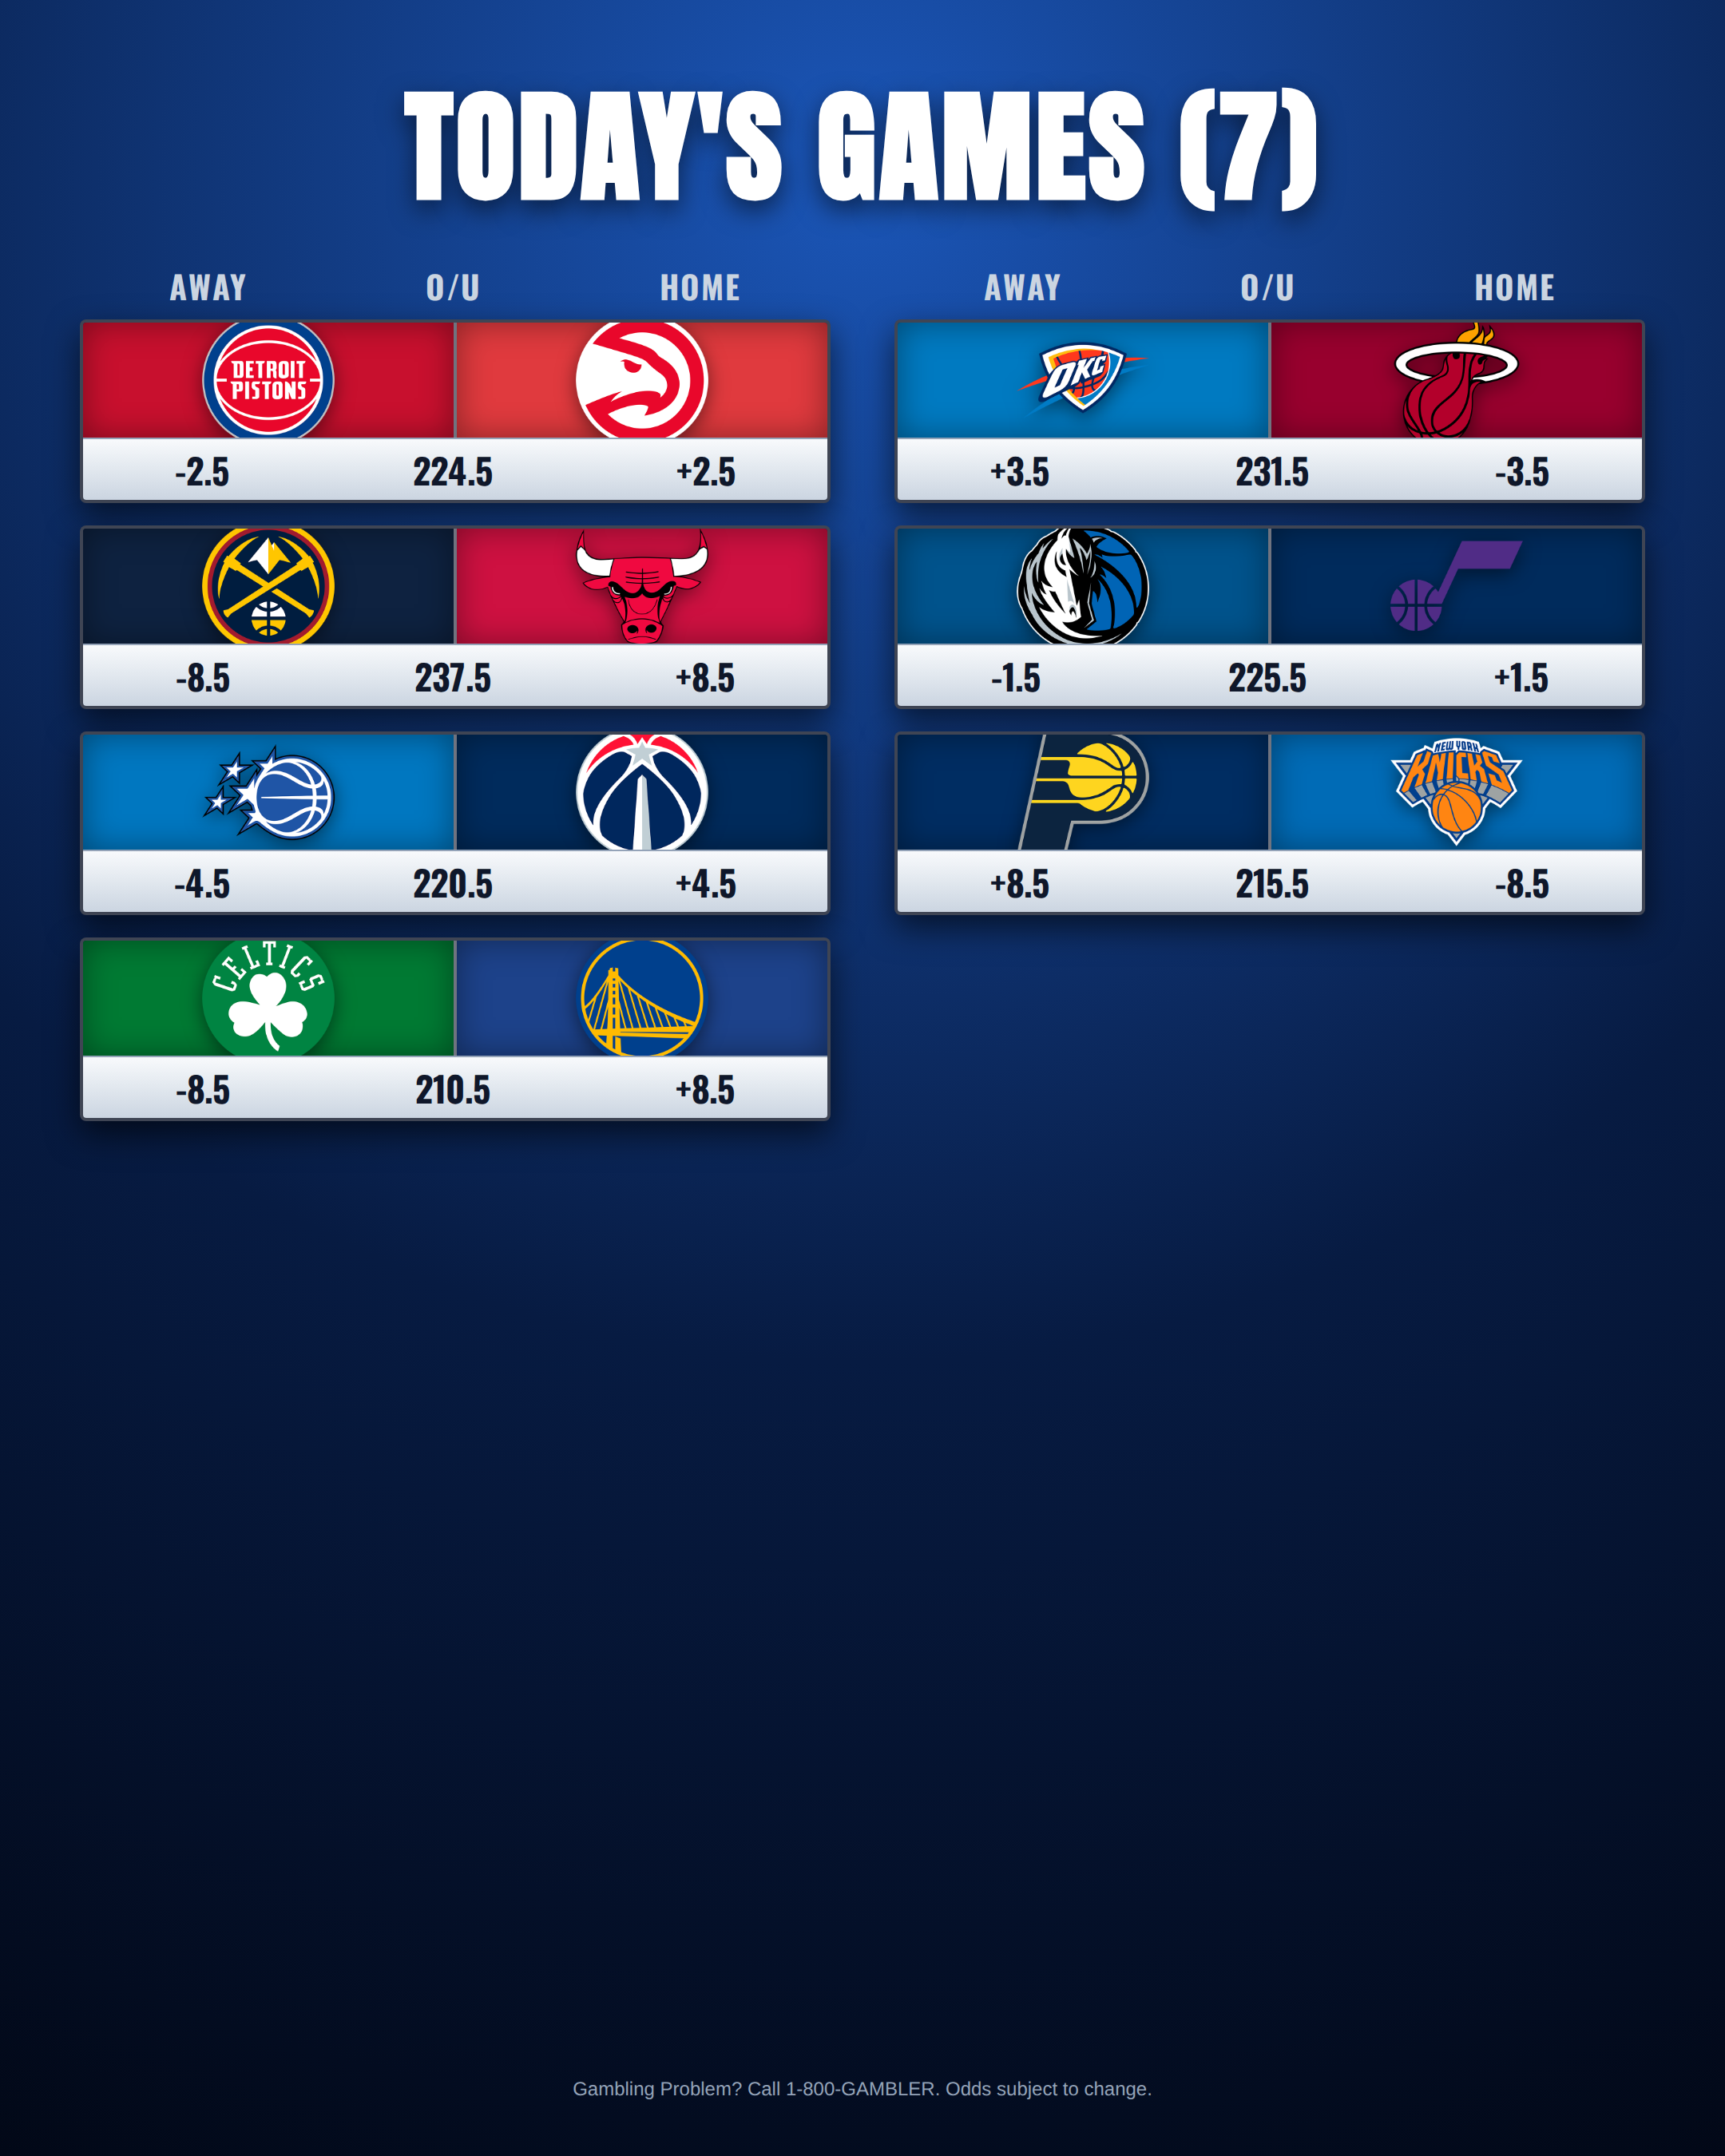 TODAY'S GAMES (7)
AWAY O/U HOME
DETROIT
PISTONS
-2.5 224.5 +2.5
-8.5 237.5 +8.5
-4.5 220.5 +4.5
CELTICS
-8.5 210.5 +8.5
AWAY O/U HOME
OKC
+3.5 231.5 -3.5
-1.5 225.5 +1.5
NEW YORK
KNICKS
+8.5 215.5 -8.5
Gambling Problem? Call 1-800-GAMBLER. Odds subject to change.